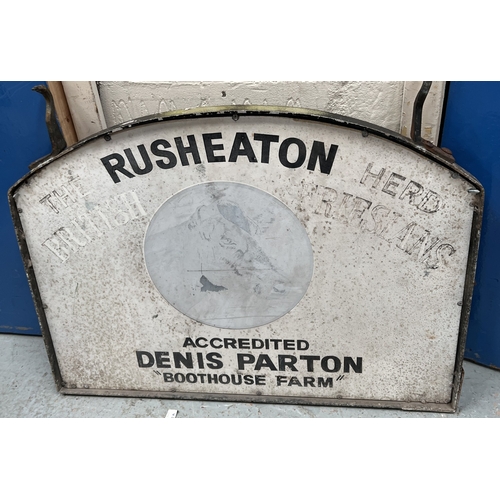 THE RUSHEATON HERD
BRITISH FRIESIANS
ACCREDITED
DENIS PARTON
"BOOTHOUSE FARM"